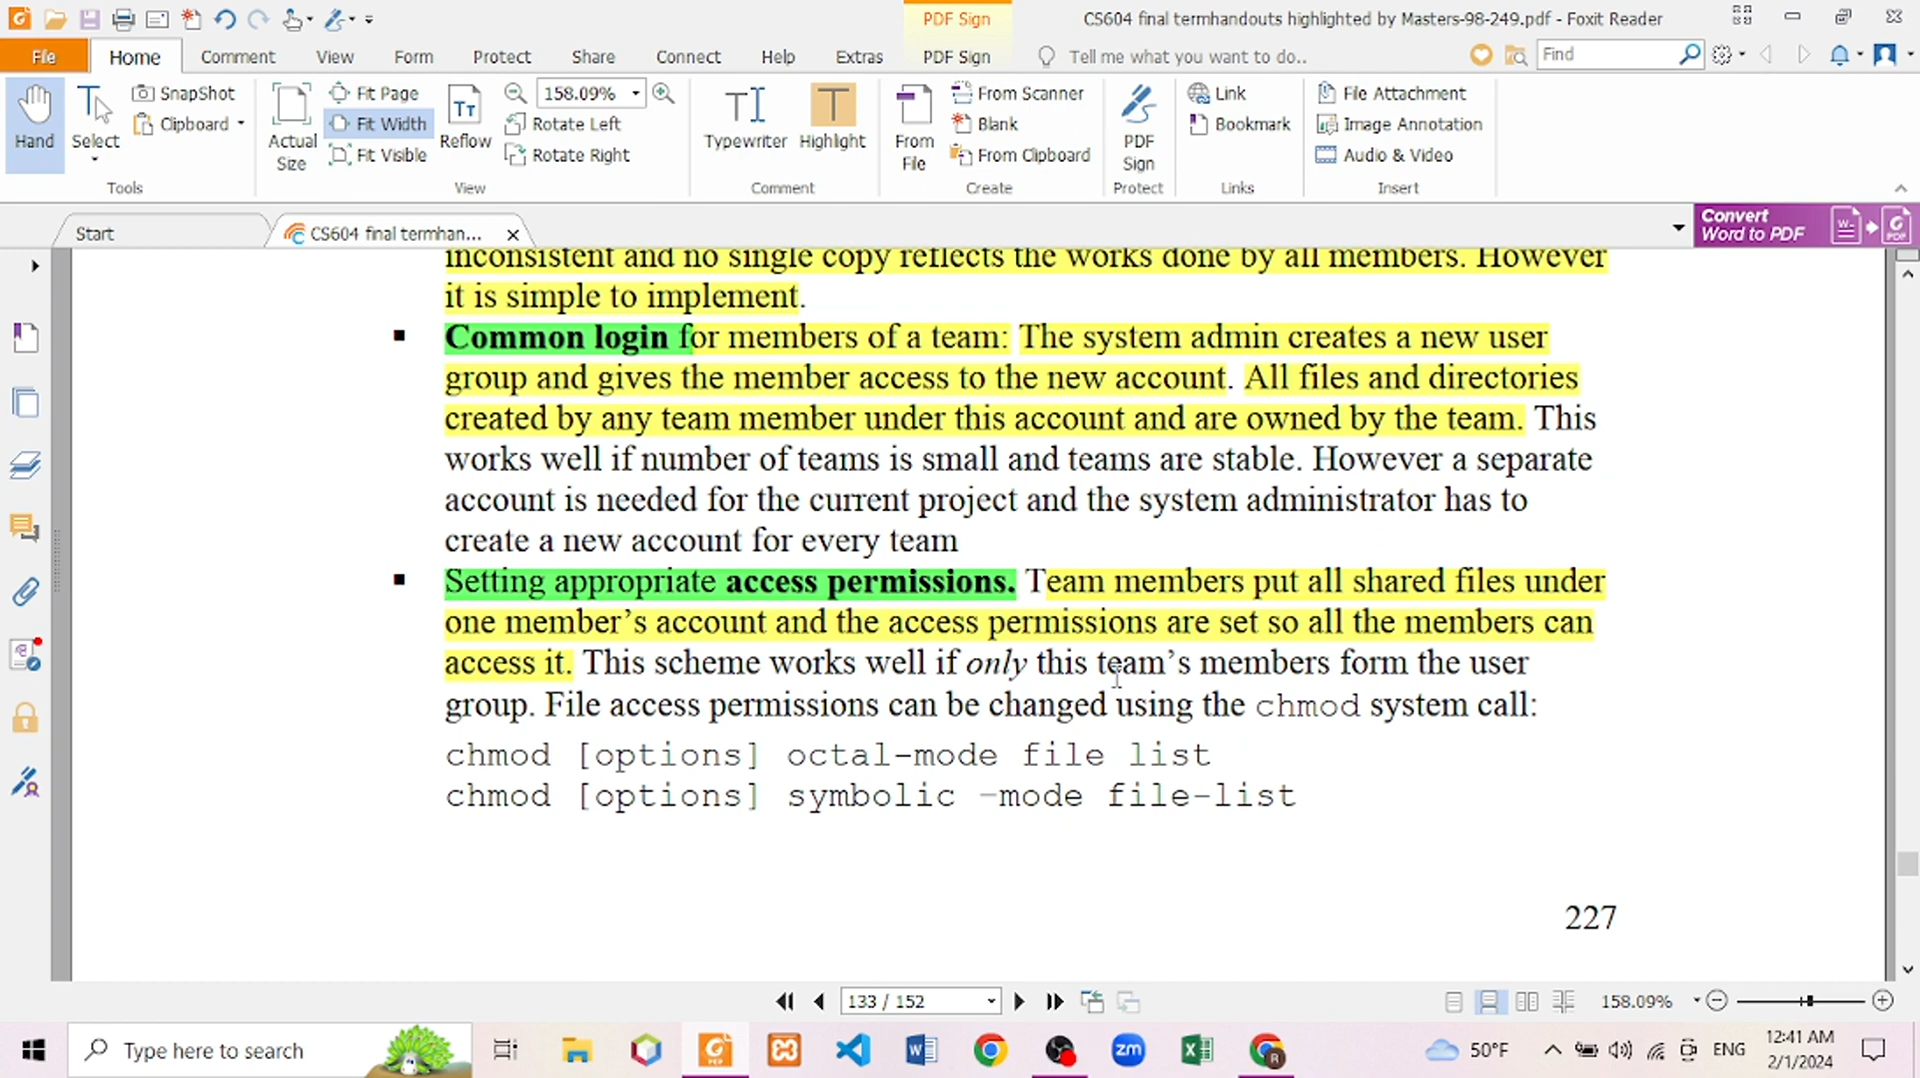 PDF Sign
CS604 final termhandouts highlighted by Masters-98-249.pdf - Foxit Reader
File
Home
Comment
View
Form
Protect
Share
Connect
Help
Extras
PDF Sign
Tell me what you want to do..
Find
Hand
Select
SnapShot
Clipboard
Tools
Actual Size
Fit Page
Fit Width
Fit Visible
Reflow
158.09%
Rotate Left
Rotate Right
View
Typewriter
Highlight
Comment
From File
From Scanner
Blank
From Clipboard
Create
PDF Sign
Protect
Link
Bookmark
Links
File Attachment
Image Annotation
Audio & Video
Insert
Start
CS604 final termhan...
Convert
Word to PDF
inconsistent and no single copy reflects the works done by all members. However
it is simple to implement.
▪ Common login for members of a team: The system admin creates a new user
group and gives the member access to the new account. All files and directories
created by any team member under this account and are owned by the team. This
works well if number of teams is small and teams are stable. However a separate
account is needed for the current project and the system administrator has to
create a new account for every team
▪ Setting appropriate access permissions. Team members put all shared files under
one member’s account and the access permissions are set so all the members can
access it. This scheme works well if only this team’s members form the user
group. File access permissions can be changed using the chmod system call:
chmod [options] octal-mode file list
chmod [options] symbolic –mode file-list
227
133 / 152
158.09%
Type here to search
50°F
ENG
12:41 AM
2/1/2024